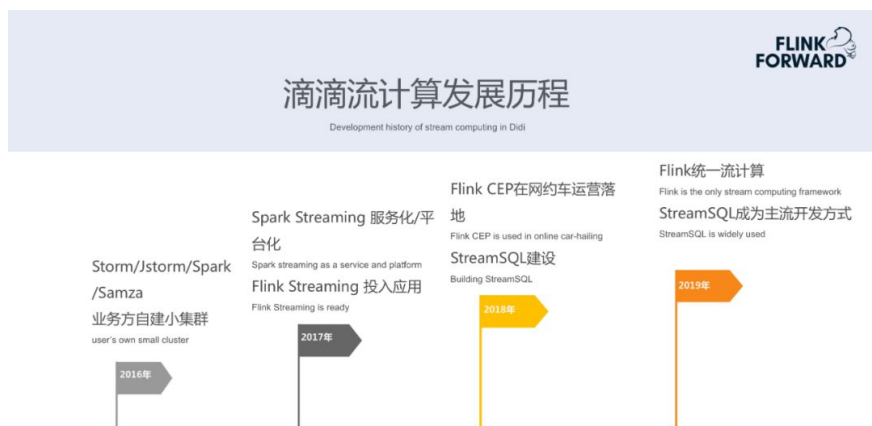 FLINK
FORWARD
滴滴流计算发展历程
Development history of stream computing in Didi
Storm/Jstorm/Spark
/Samza
业务方自建小集群
user's own small cluster
2016年
Spark Streaming 服务化/平
台化
Spark streaming as a service and platform
Flink Streaming 投入应用
Flink Streaming is ready
2017年
Flink CEP在网约车运营落
地
Flink CEP is used in online car-hailing
StreamSQL建设
Building StreamSQL
2018年
Flink统一流计算
Flink is the only stream computing framework
StreamSQL成为主流开发方式
StreamSQL is widely used
2019年